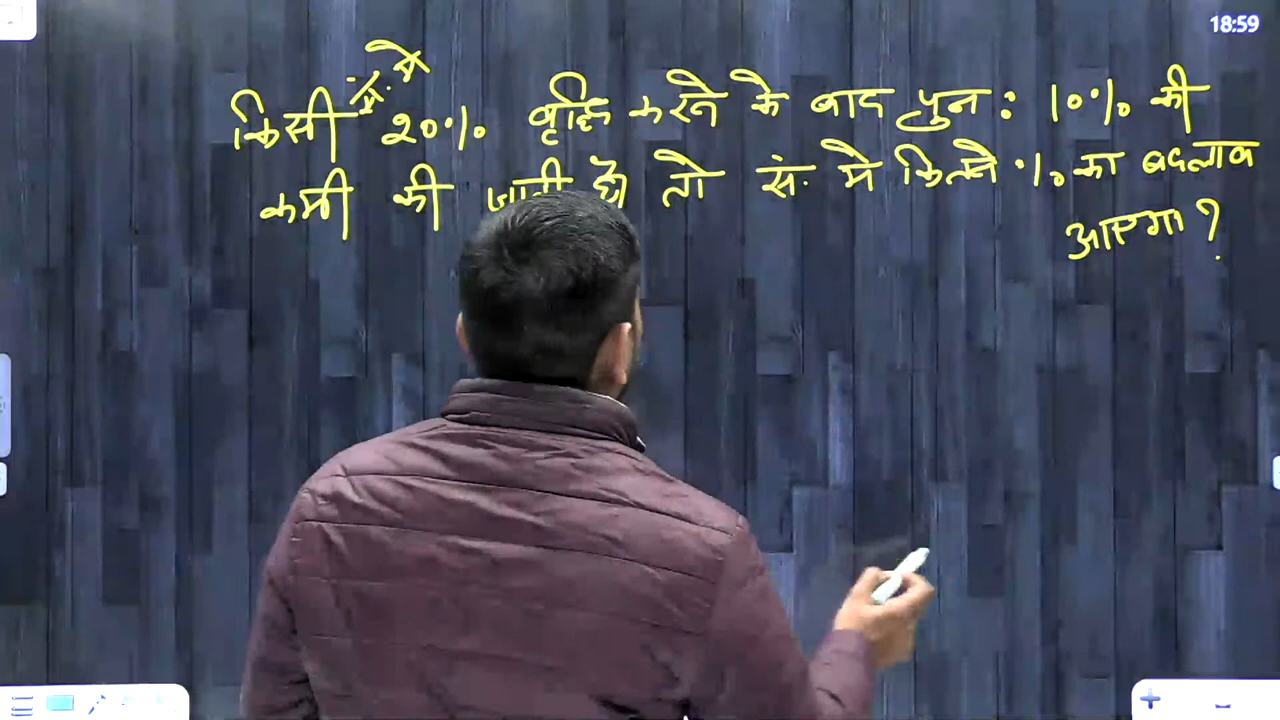 18:59
किसी सं. में 20% वृद्धि करने के बाद पुन: 10% की
कमी की जाती है तो सं. मे कितने % का बदलाव
आएगा ?